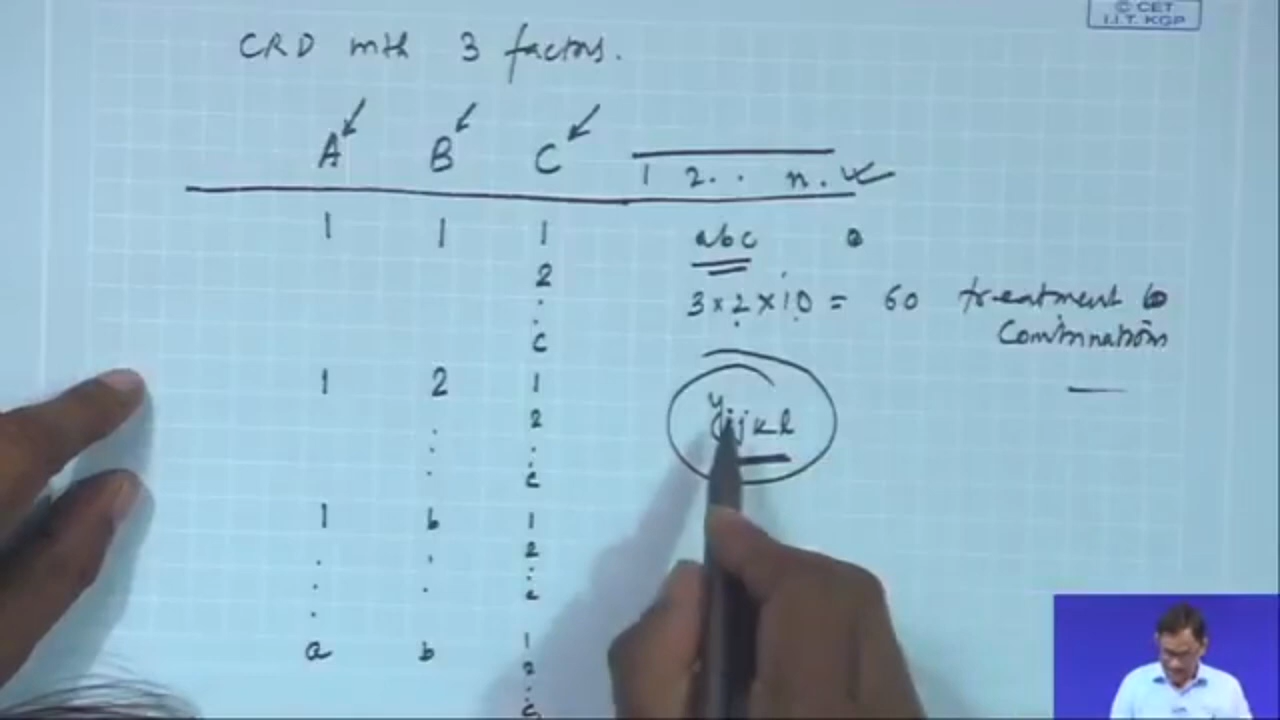 © CET
I.I.T. KGP
CRD with 3 factors.
A B C
1 2 . . n .
1 1 1 abc
2
.
c
3 x 2 x 10 = 60 treatment
Combinations
1 2 1
. 2
. .
. c
yijkl
1 b 1
. . 2
. . .
. c
a b 1
2
.
c